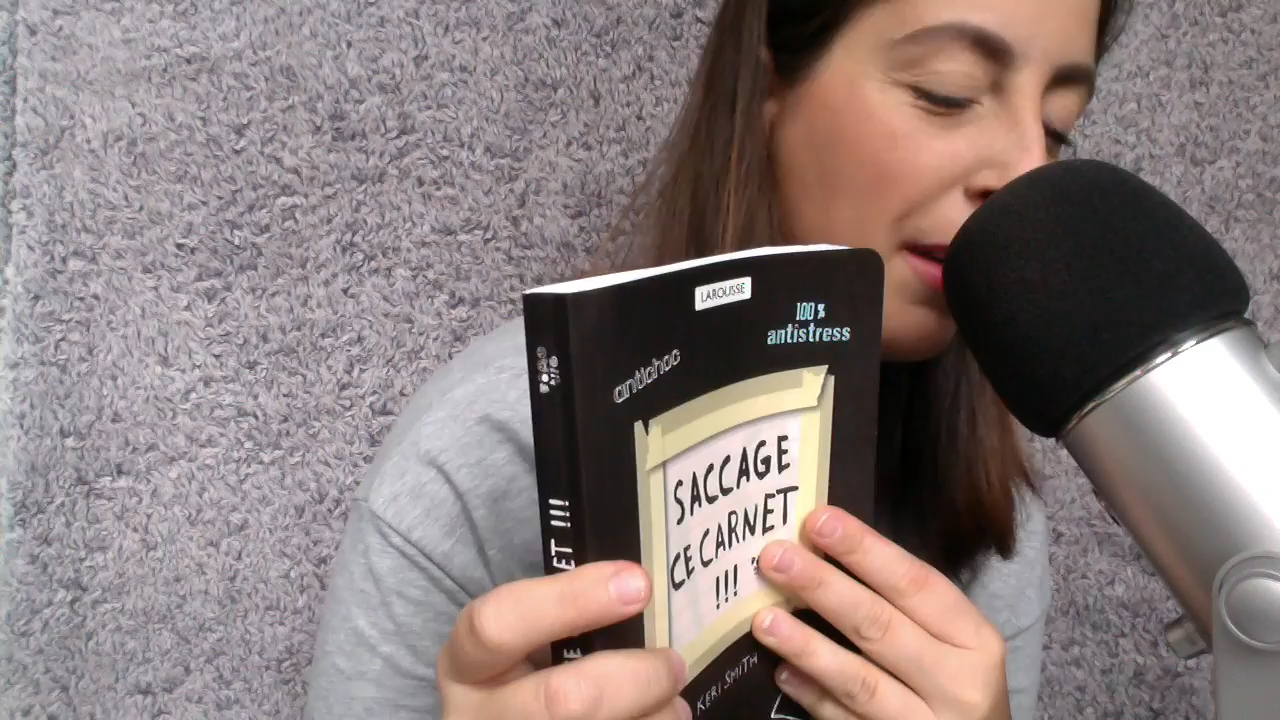 LAROUSSE
100 %
antistress
antichoc
SACCAGE
CE CARNET
!!!
KERI SMITH
ET !!!